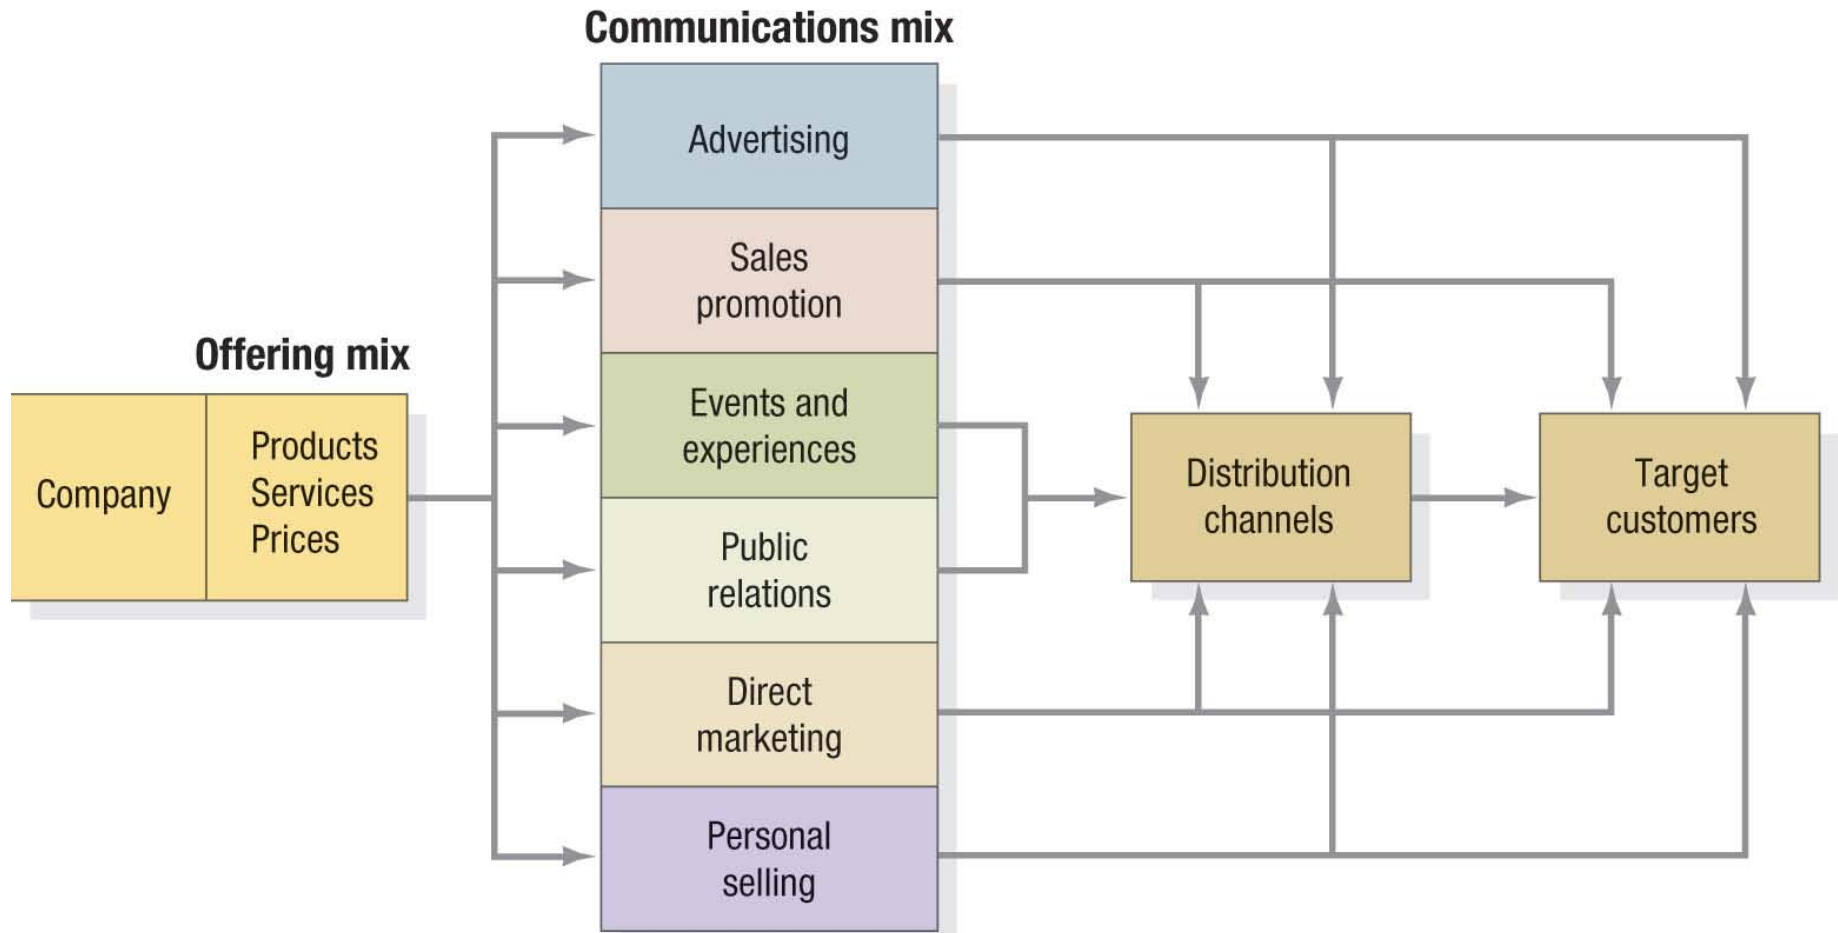 Communications mix
Advertising
Sales
promotion
Offering mix
Events and
experiences
Products
Services
Prices
Company
Distribution
channels
Target
customers
Public
relations
Direct
marketing
Personal
selling